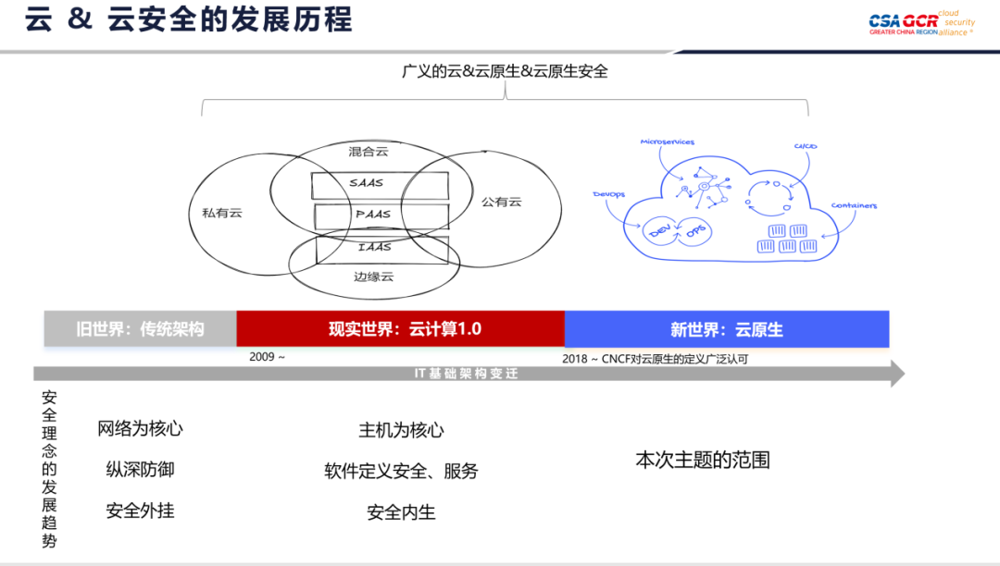 云 & 云安全的发展历程
CSA GCR
GREATER CHINA REGION
cloud
security
alliance ®
广义的云&云原生&云原生安全
混合云
SAAS
私有云
PAAS
公有云
IAAS
边缘云
Microservices
CI/CD
DevOps
Containers
DEV
OPS
旧世界：传统架构
现实世界：云计算1.0
新世界：云原生
2009 ~
2018 ~ CNCF对云原生的定义广泛认可
IT基础架构变迁
安全理念的发展趋势
网络为核心
主机为核心
纵深防御
软件定义安全、服务
本次主题的范围
安全外挂
安全内生